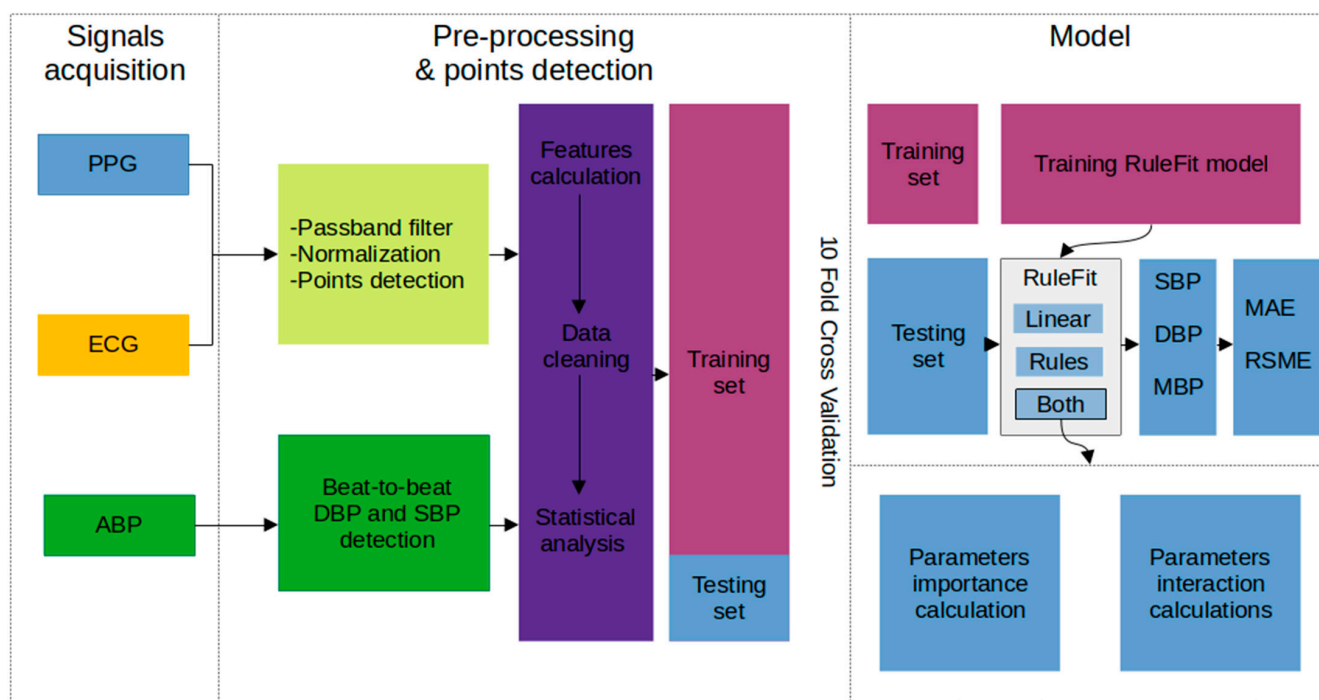 Signals
acquisition
PPG
ECG
ABP
Pre-processing
& points detection
-Passband filter
-Normalization
-Points detection
Beat-to-beat
DBP and SBP
detection
Features
calculation
Data
cleaning
Statistical
analysis
Training
set
Testing
set
10 Fold Cross Validation
Model
Training
set
Training RuleFit model
Testing
set
RuleFit
Linear
Rules
Both
SBP
DBP
MBP
MAE
RSME
Parameters
importance
calculation
Parameters
interaction
calculations